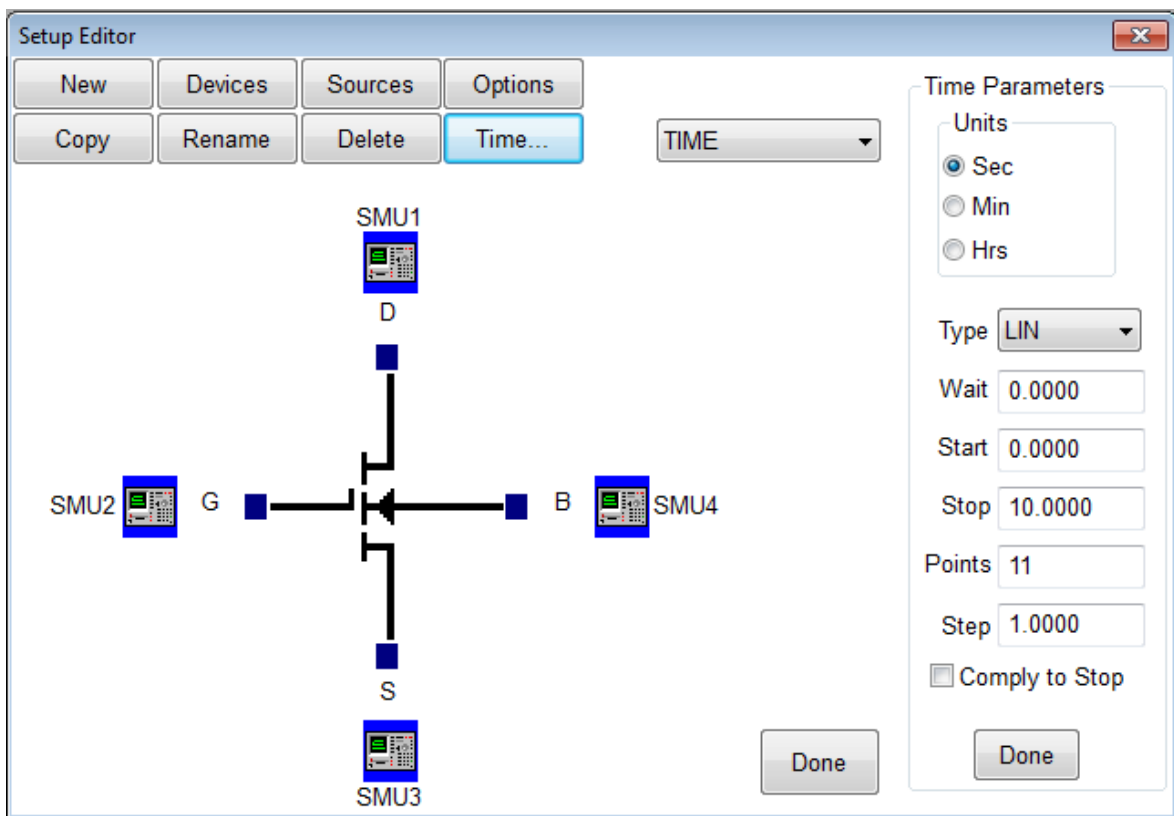 Setup Editor
New Devices Sources Options
Copy Rename Delete Time...
TIME
SMU1
D
SMU2 G B SMU4
S
SMU3
Done
Time Parameters
Units
Sec
Min
Hrs
Type LIN
Wait 0.0000
Start 0.0000
Stop 10.0000
Points 11
Step 1.0000
Comply to Stop
Done